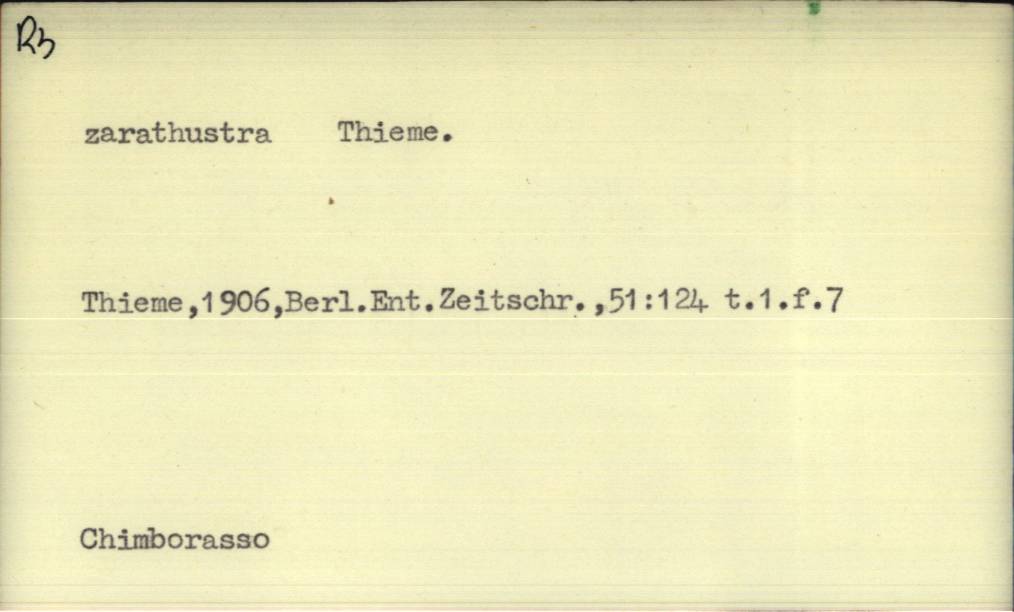 R3
zarathustra Thieme.
Thieme,1906,Berl.Ent.Zeitschr.,51:124 t.1.f.7
Chimborasso